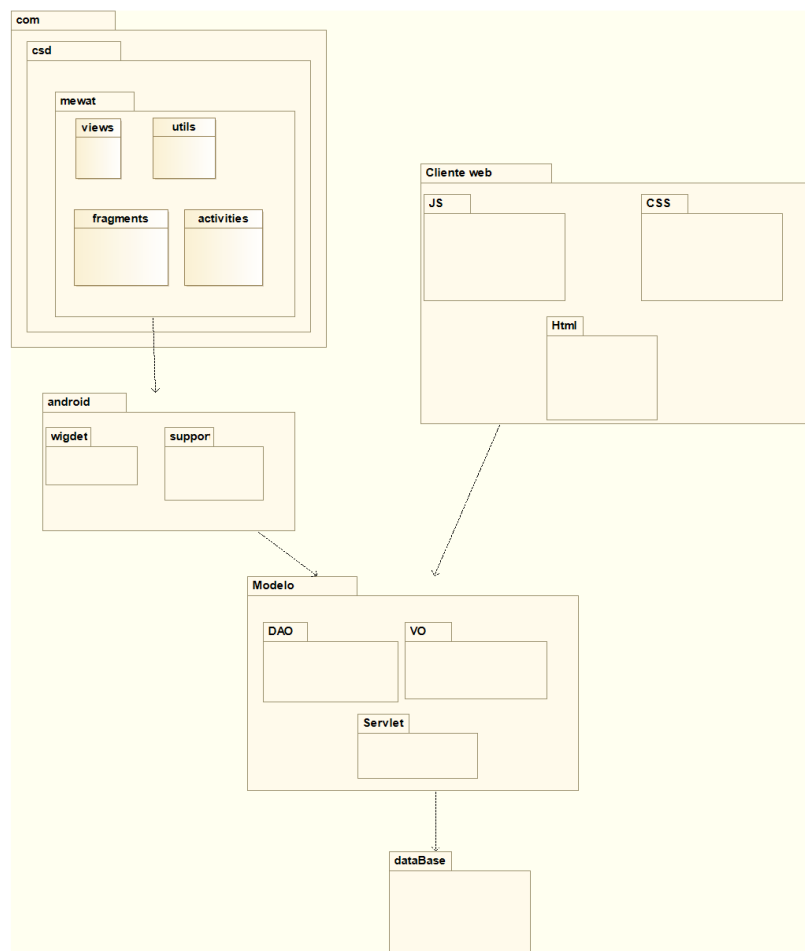 com
csd
mewat
views
utils
fragments
activities
Cliente web
JS
CSS
Html
android
wigdet
suppor
Modelo
DAO
VO
Servlet
dataBase